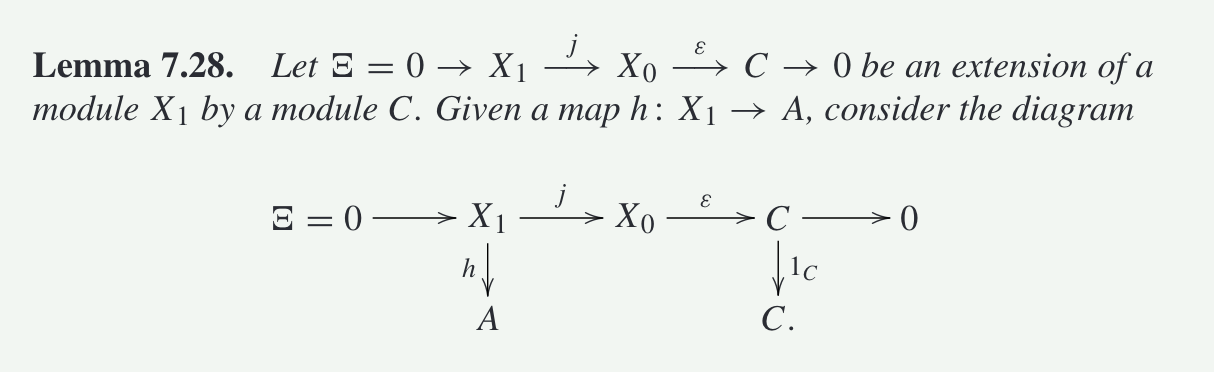 Lemma 7.28. Let Ξ = 0 → X₁ —j→ X₀ —ε→ C → 0 be an extension of a
module X₁ by a module C. Given a map h: X₁ → A, consider the diagram
j ε
Ξ = 0 → X₁ → X₀ → C → 0
h 1_C
A C.